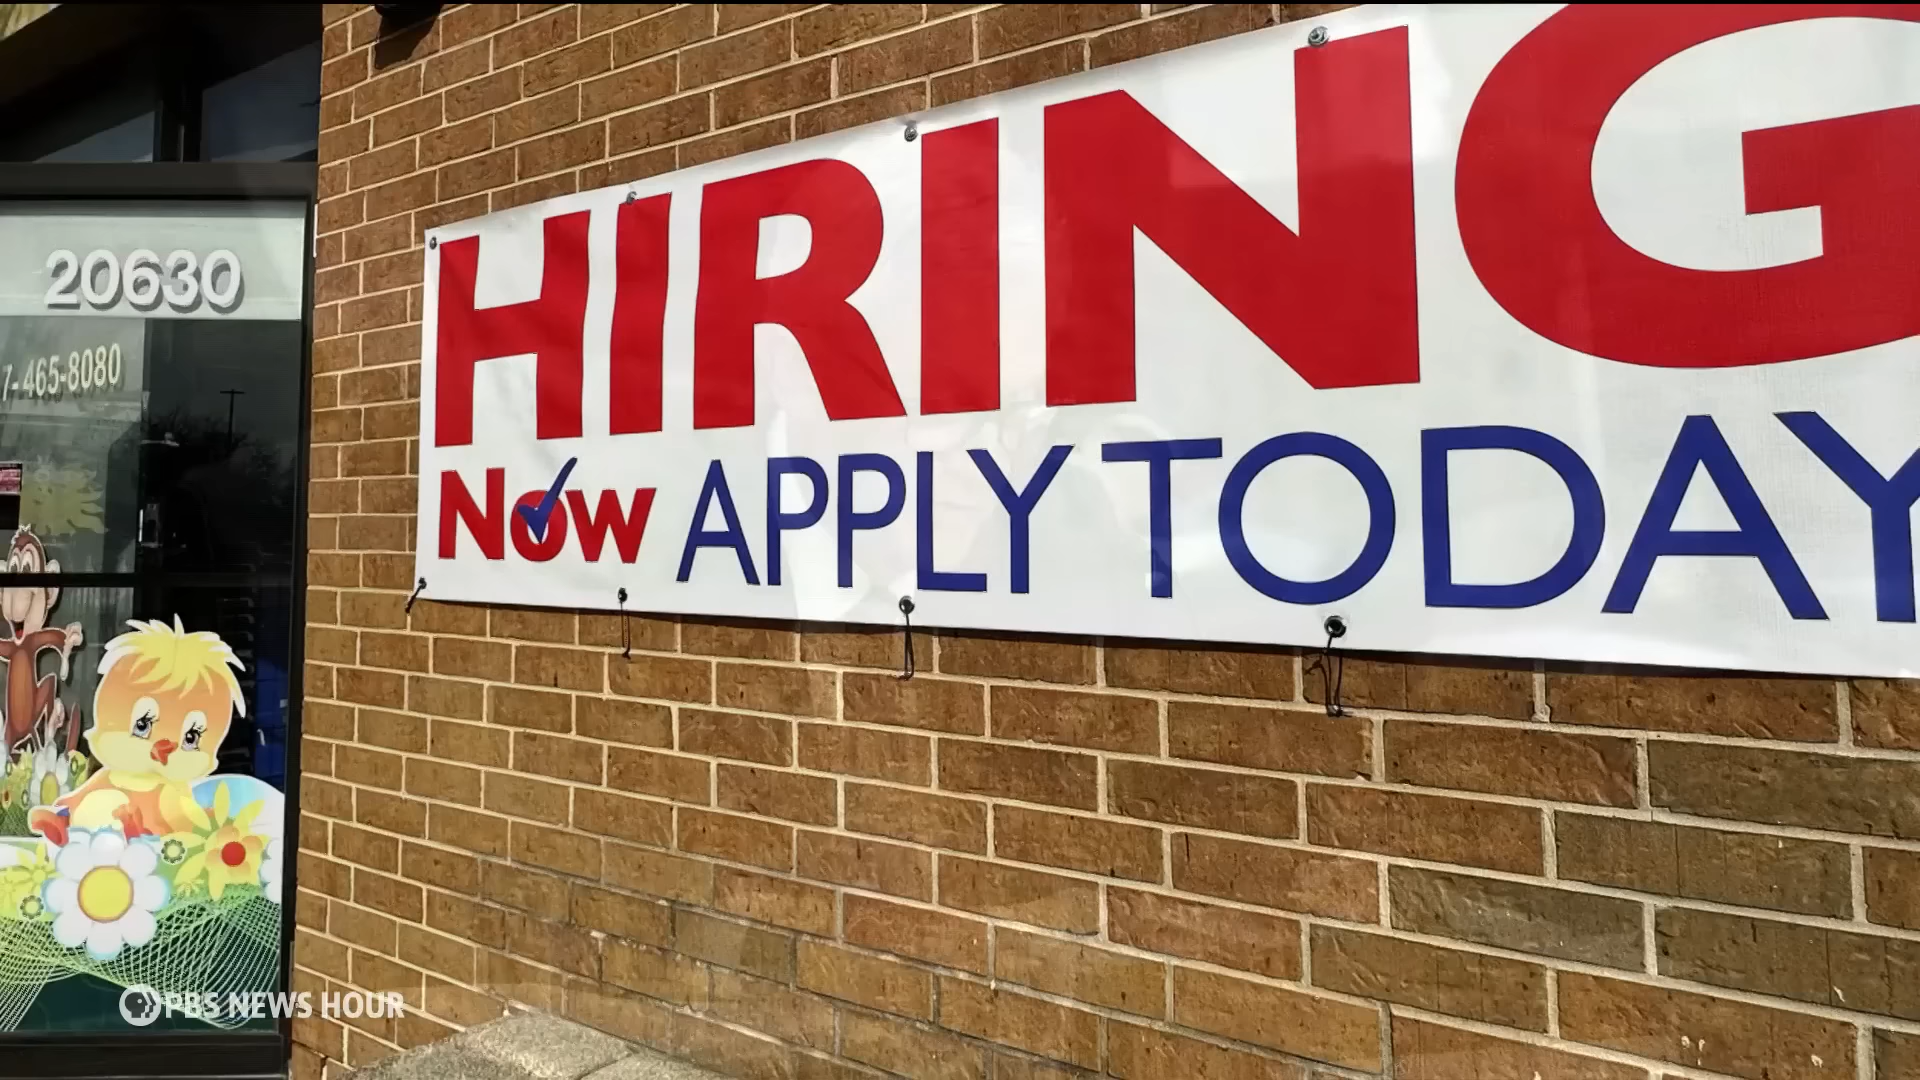 20630
7-465-8080
HIRING
Now APPLY TODAY
PBS NEWS HOUR